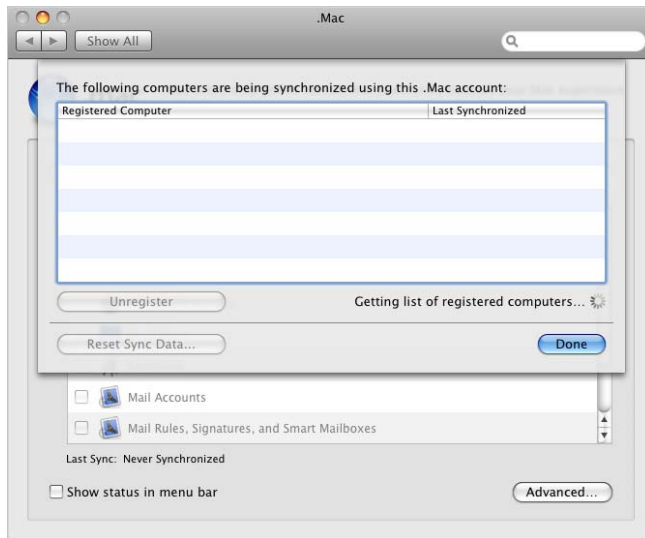 .Mac
Show All
The following computers are being synchronized using this .Mac account:
Registered Computer Last Synchronized
Unregister Getting list of registered computers...
Reset Sync Data... Done
Mail Accounts
Mail Rules, Signatures, and Smart Mailboxes
Last Sync: Never Synchronized
Show status in menu bar Advanced...